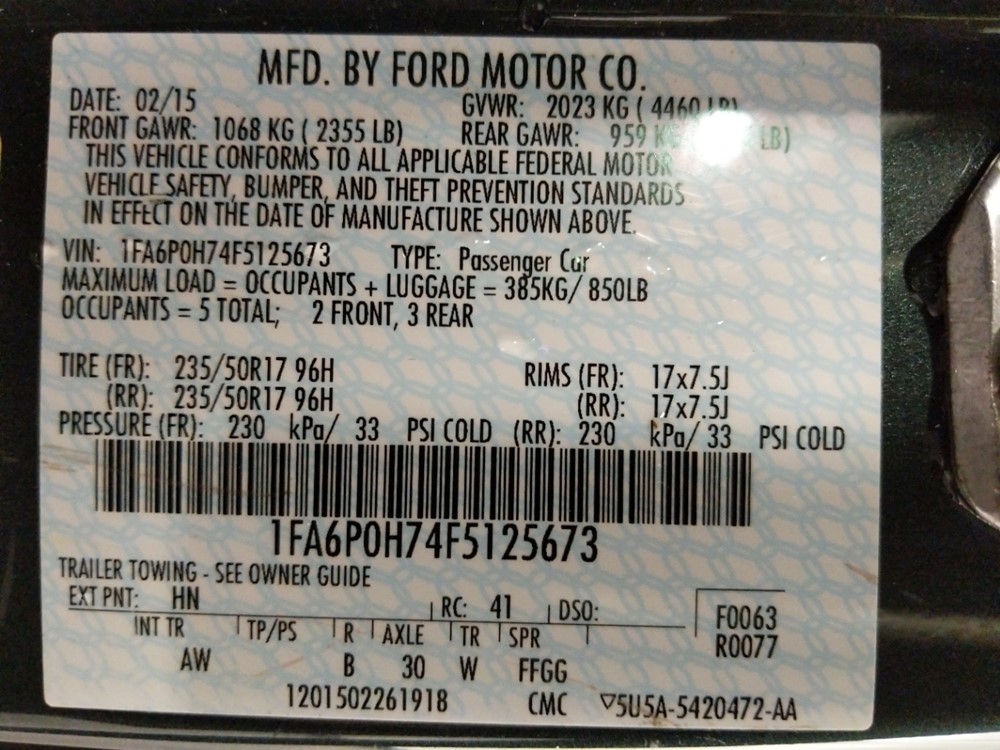 MFD. BY FORD MOTOR CO.
DATE: 02/15 GVWR: 2023 KG ( 4460 LB)
FRONT GAWR: 1068 KG ( 2355 LB) REAR GAWR: 959 LB)
THIS VEHICLE CONFORMS TO ALL APPLICABLE FEDERAL MOTOR
VEHICLE SAFETY, BUMPER, AND THEFT PREVENTION STANDARDS
IN EFFECT ON THE DATE OF MANUFACTURE SHOWN ABOVE.
VIN: 1FA6P0H74F5125673 TYPE: Passenger Car
MAXIMUM LOAD = OCCUPANTS + LUGGAGE = 385KG/ 850LB
OCCUPANTS = 5 TOTAL; 2 FRONT, 3 REAR
TIRE (FR): 235/50R17 96H RIMS (FR): 17x7.5J
(RR): 235/50R17 96H (RR): 17x7.5J
PRESSURE (FR): 230 kPa/ 33 PSI COLD (RR): 230 kPa/ 33 PSI COLD
1FA6P0H74F5125673
TRAILER TOWING - SEE OWNER GUIDE
EXT PNT: HN RC: 41 DSO: F0063
INT TR TP/PS R AXLE TR SPR R0077
AW B 30 W FFGG
1201502261918 CMC ▽5U5A-5420472-AA